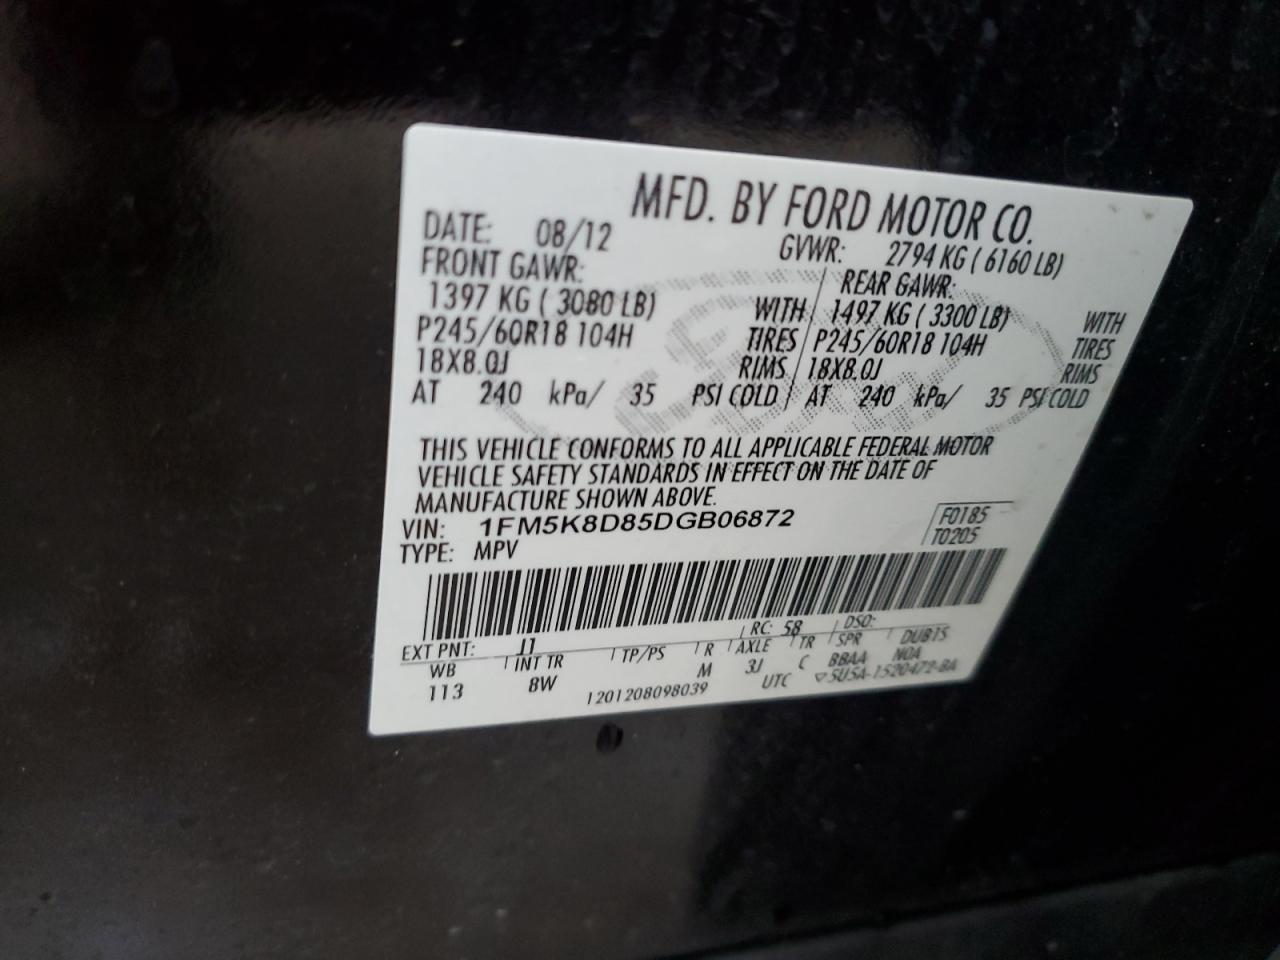 MFD. BY FORD MOTOR CO.
DATE: 08/12 GVWR: 2794 KG ( 6160 LB)
FRONT GAWR: REAR GAWR:
1397 KG ( 3080 LB) WITH 1497 KG ( 3300 LB) WITH
P245/60R18 104H TIRES P245/60R18 104H TIRES
18X8.0J RIMS 18X8.0J RIMS
AT 240 kPa/ 35 PSI COLD AT 240 kPa/ 35 PSI COLD
THIS VEHICLE CONFORMS TO ALL APPLICABLE FEDERAL MOTOR
VEHICLE SAFETY STANDARDS IN EFFECT ON THE DATE OF
MANUFACTURE SHOWN ABOVE.
VIN: 1FM5K8D85DGB06872 F0185
TYPE: MPV T0205
EXT PNT: J1 RC: 58 DSO:
WB INT TR TP/PS R AXLE TR SPR DUB15
113 8W M 3J C BBAA NOA
1201208098039 UTC ▽5U5A-1520472-BA